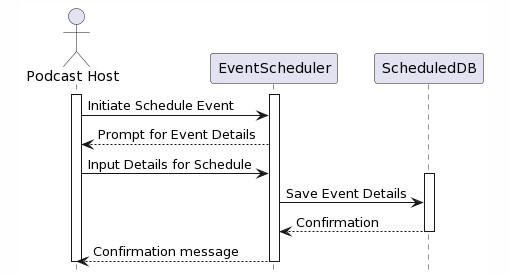 Podcast Host
EventScheduler
ScheduledDB
Initiate Schedule Event
Prompt for Event Details
Input Details for Schedule
Save Event Details
Confirmation
Confirmation message